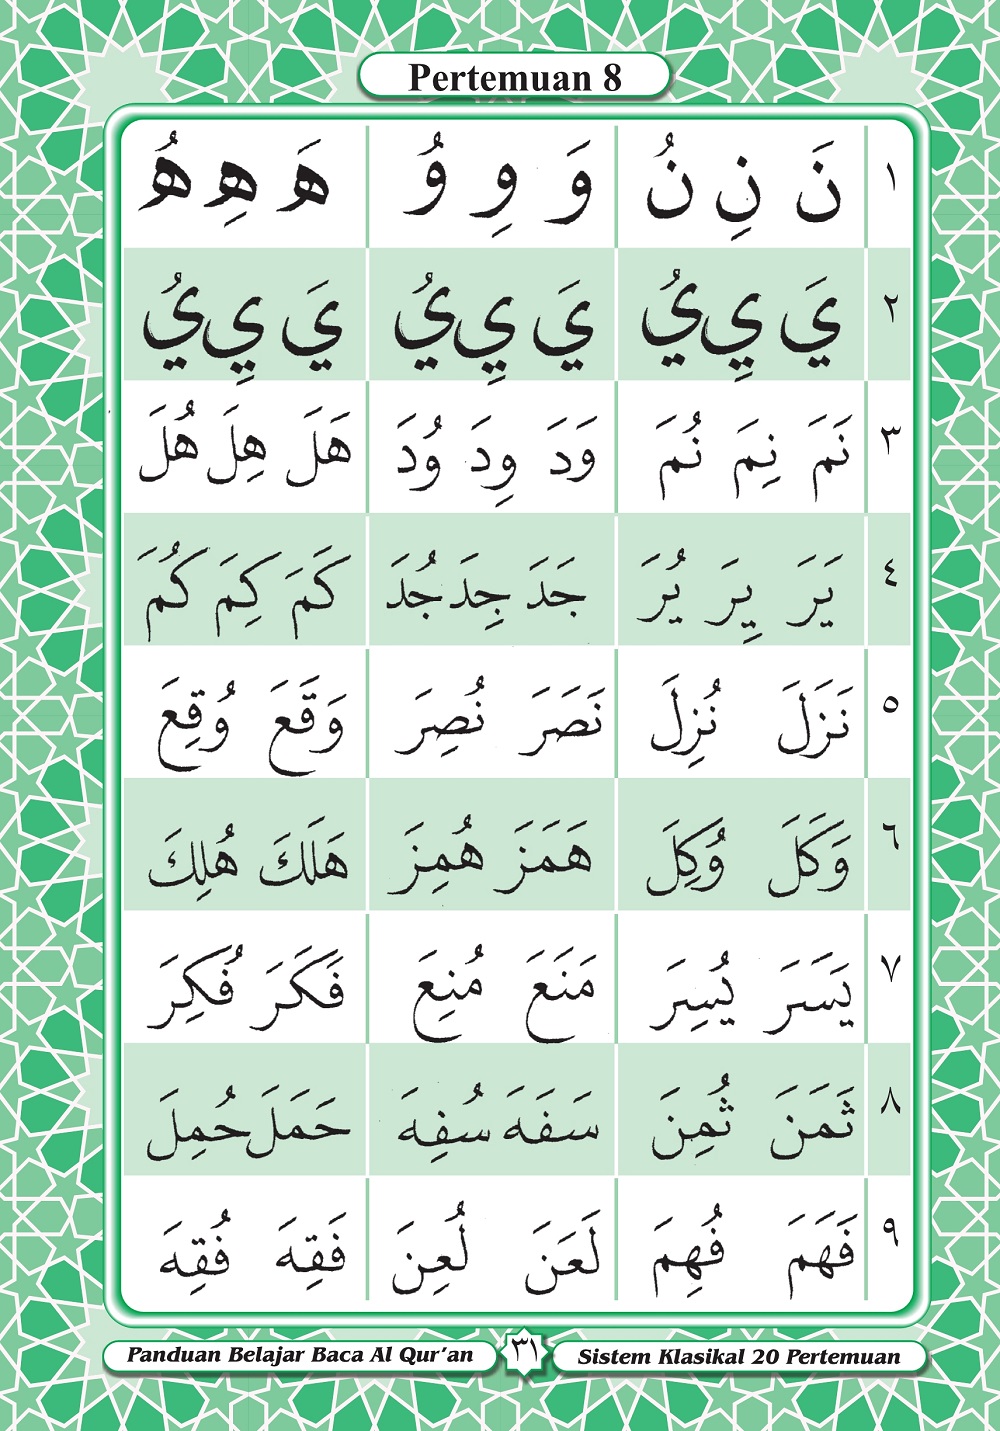 Pertemuan 8
١ نَ نِ نُ وَ وِ وُ هَ هِ هُ
٢ يَ يِ يُ يَ يِ يُ يَ يِ يُ
٣ نَمَ نِمَ نُمَ وَدَ وِدَ وُدَ هَلَ هِلَ هُلَ
٤ يَرَ يِرَ يُرَ جَدَ جِدَ جُدَ كَمَ كِمَ كُمَ
٥ نَزَلَ نُزِلَ نَصَرَ نُصِرَ وَقَعَ وُقِعَ
٦ وَكَلَ وُكِلَ هَمَزَ هُمِزَ هَلَكَ هُلِكَ
٧ يَسَرَ يُسِرَ مَنَعَ مُنِعَ فَكَرَ فُكِرَ
٨ ثَمَنَ ثُمِنَ سَفَهَ سُفِهَ حَمَلَ حُمِلَ
٩ فَهَمَ فُهِمَ لَعَنَ لُعِنَ فَقِهَ فُقِهَ
Panduan Belajar Baca Al Qur'an ٣١ Sistem Klasikal 20 Pertemuan